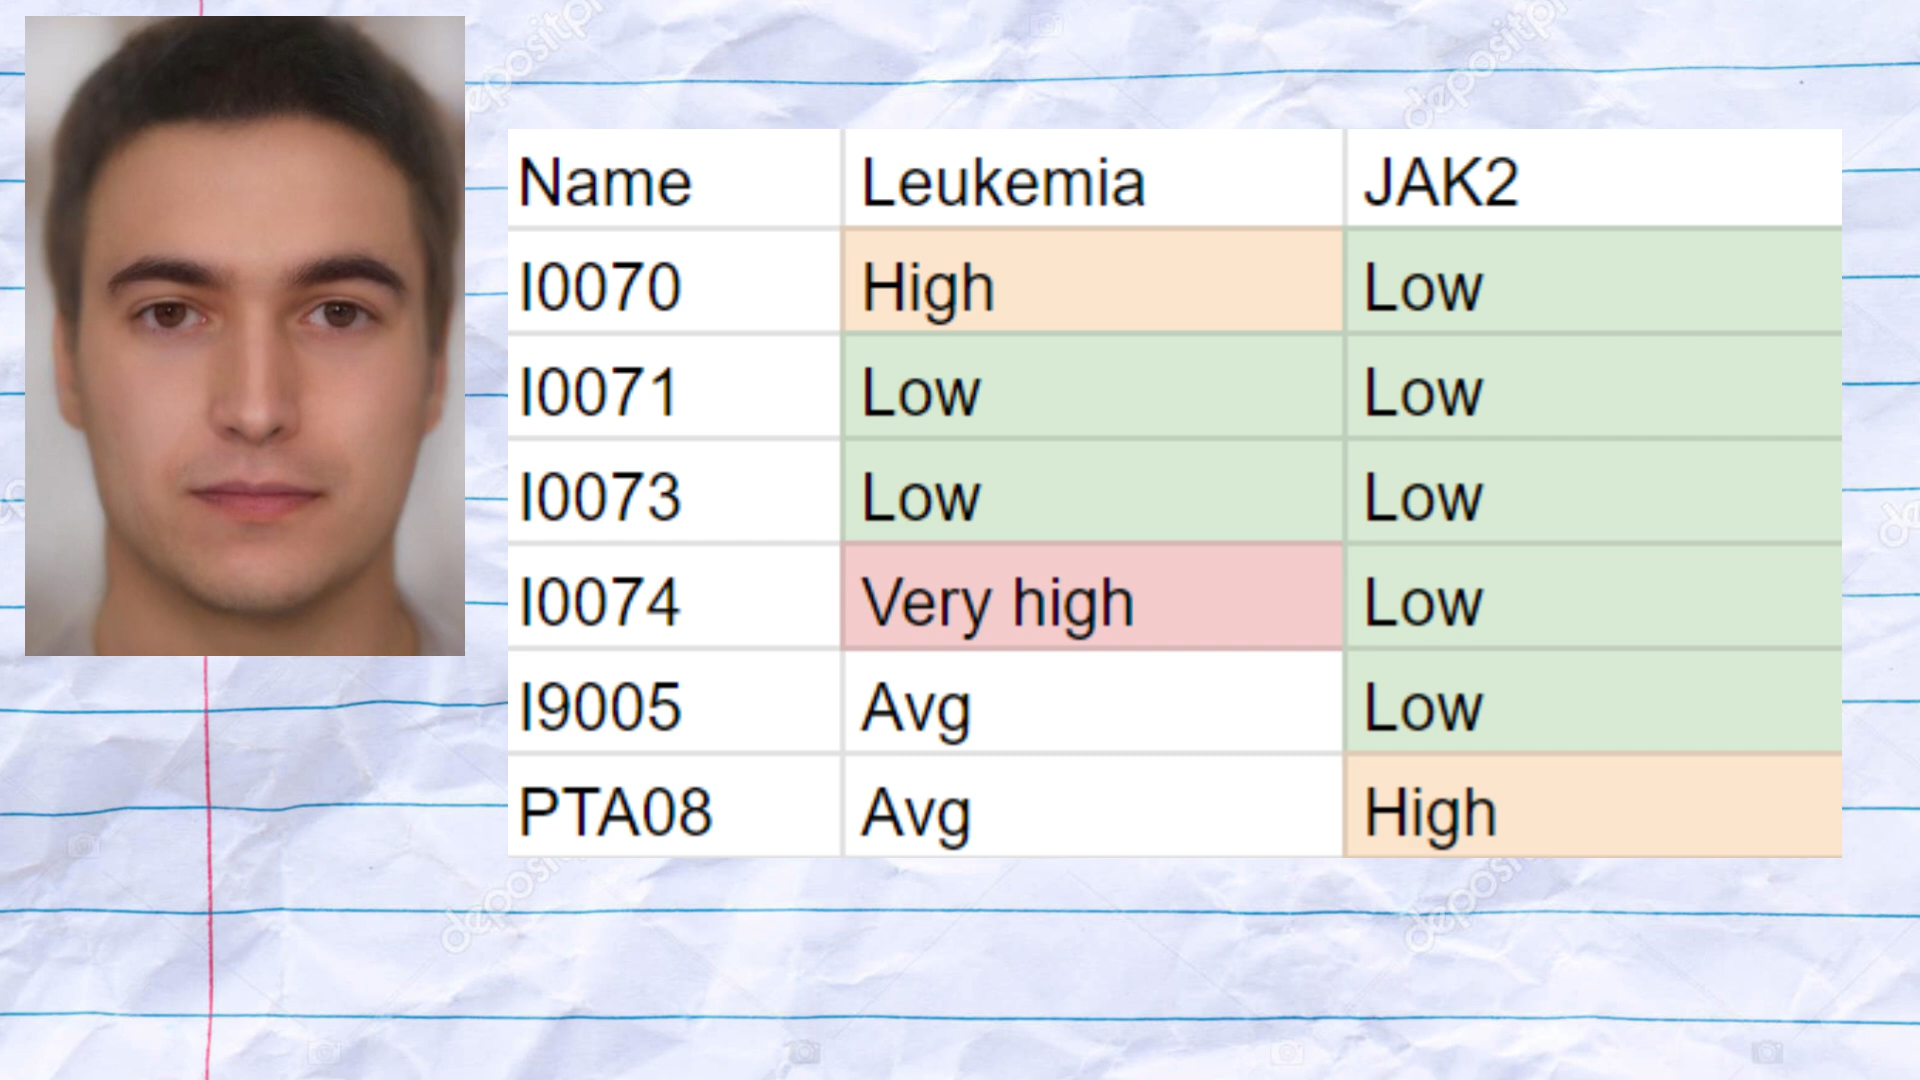 Name Leukemia JAK2
I0070 High Low
I0071 Low Low
I0073 Low Low
I0074 Very high Low
I9005 Avg Low
PTA08 Avg High